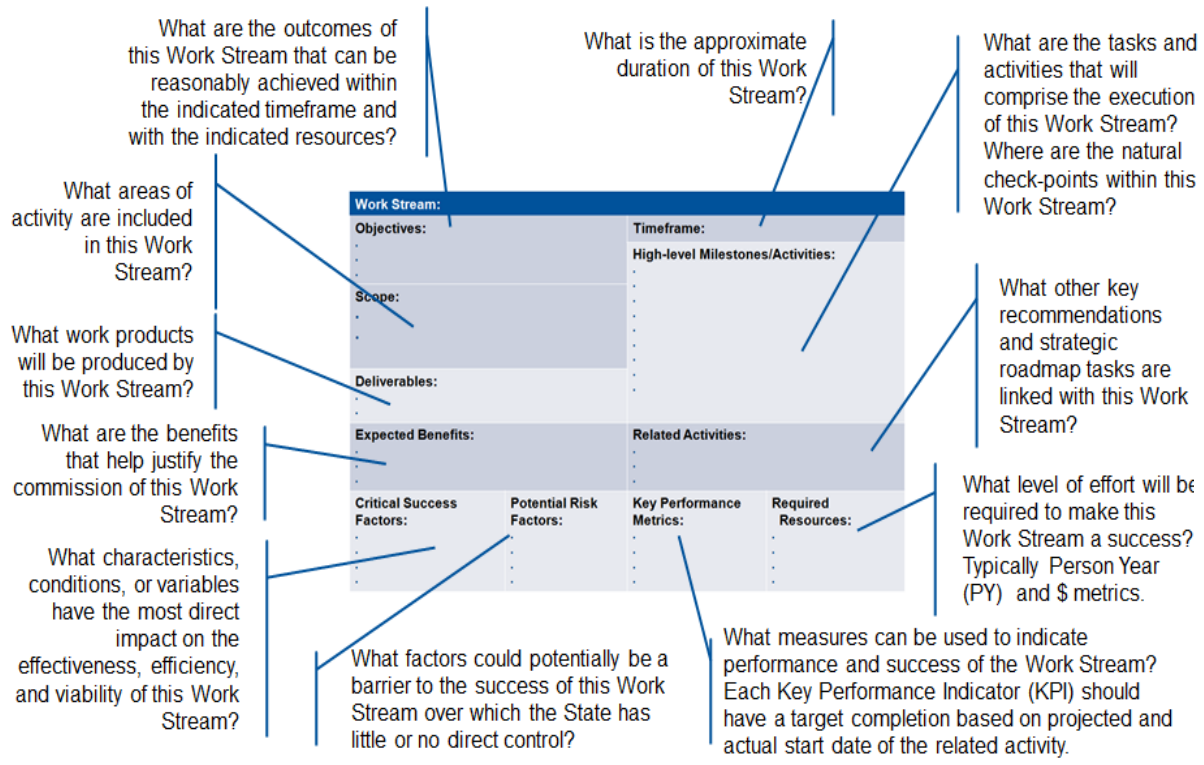 What are the outcomes of
this Work Stream that can be
reasonably achieved within
the indicated timeframe and
with the indicated resources?
What is the approximate
duration of this Work
Stream?
What are the tasks and
activities that will
comprise the execution
of this Work Stream?
Where are the natural
check-points within this
Work Stream?
What areas of
activity are included
in this Work
Stream?
What work products
will be produced by
this Work Stream?
What are the benefits
that help justify the
commission of this Work
Stream?
What characteristics,
conditions, or variables
have the most direct
impact on the
effectiveness, efficiency,
and viability of this Work
Stream?
Work Stream:
Objectives:
Timeframe:
High-level Milestones/Activities:
Scope:
Deliverables:
Expected Benefits:
Related Activities:
Critical Success
Factors:
Potential Risk
Factors:
Key Performance
Metrics:
Required
Resources:
What other key
recommendations
and strategic
roadmap tasks are
linked with this Work
Stream?
What level of effort will be
required to make this
Work Stream a success?
Typically Person Year
(PY) and $ metrics.
What factors could potentially be a
barrier to the success of this Work
Stream over which the State has
little or no direct control?
What measures can be used to indicate
performance and success of the Work Stream?
Each Key Performance Indicator (KPI) should
have a target completion based on projected and
actual start date of the related activity.